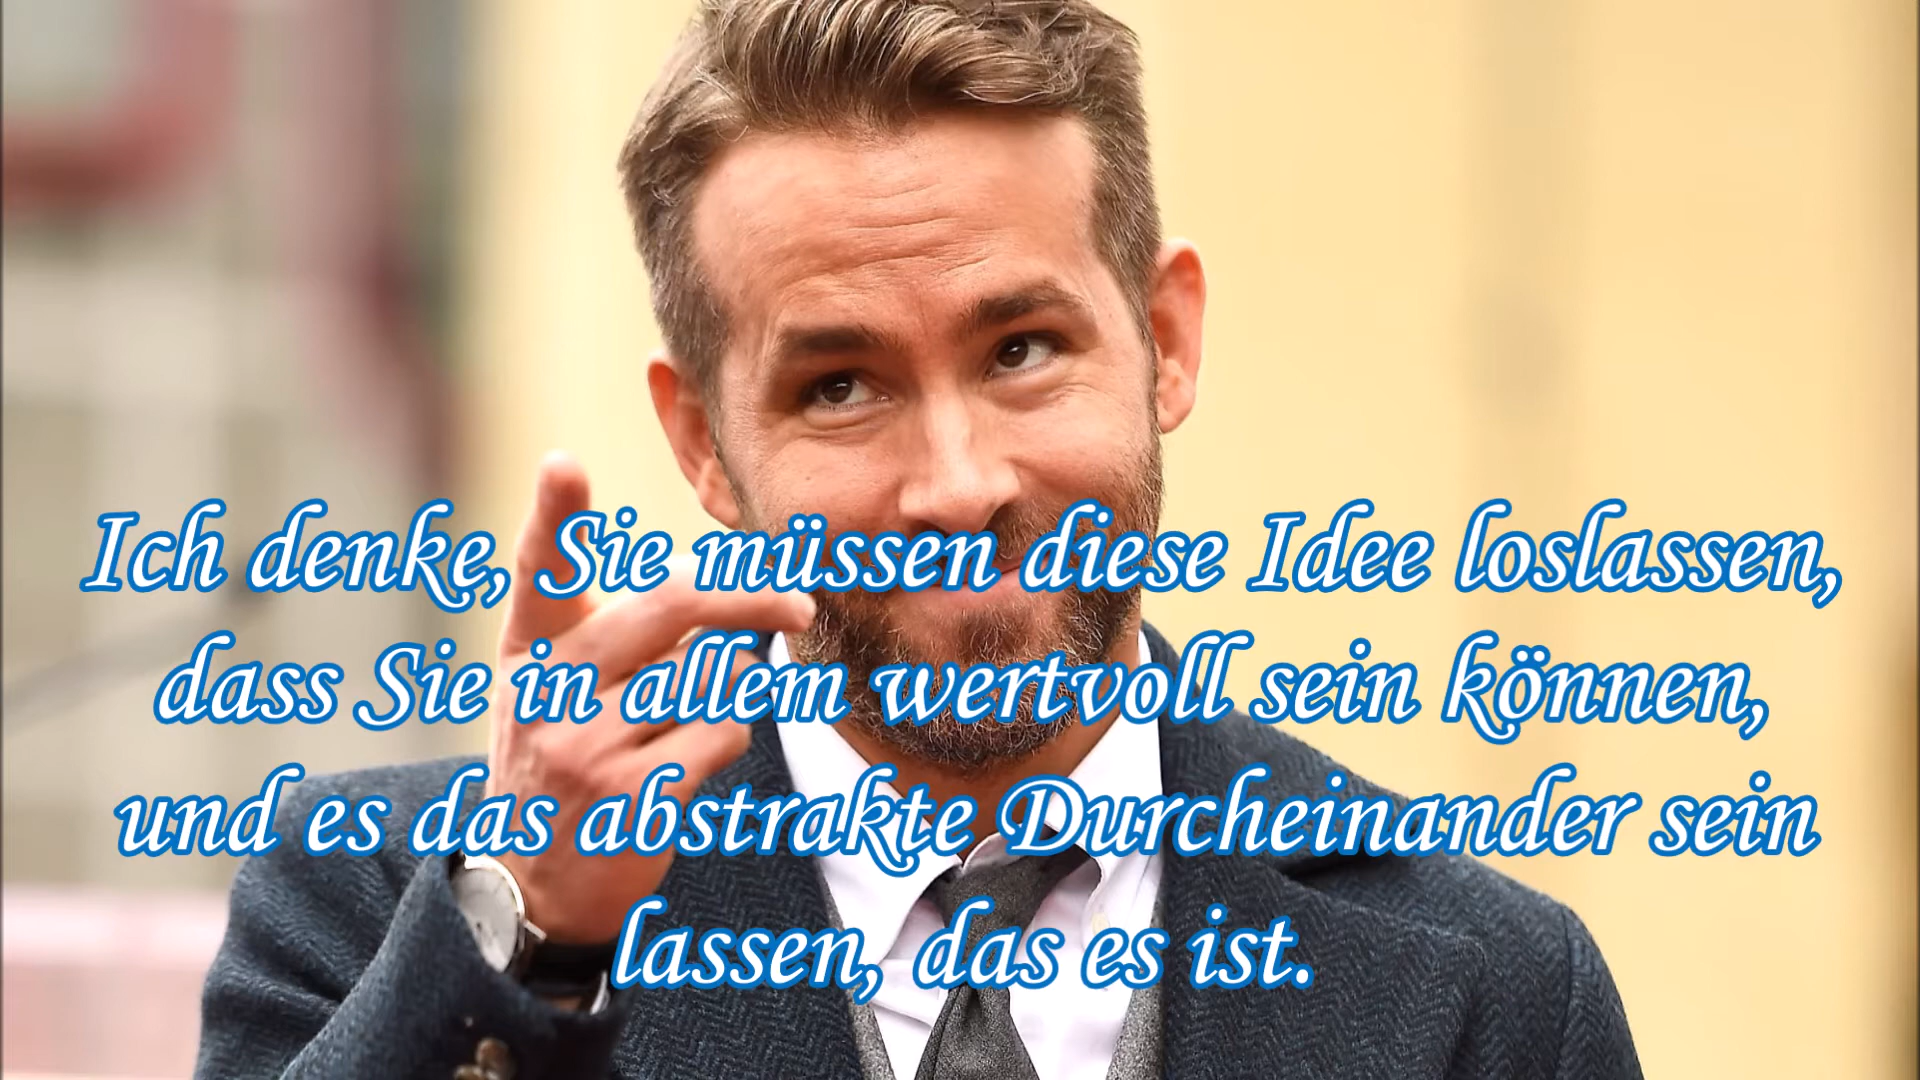 Ich denke, Sie müssen diese Idee loslassen,
dass Sie in allem wertvoll sein können,
und es das abstrakte Durcheinander sein
lassen, das es ist.